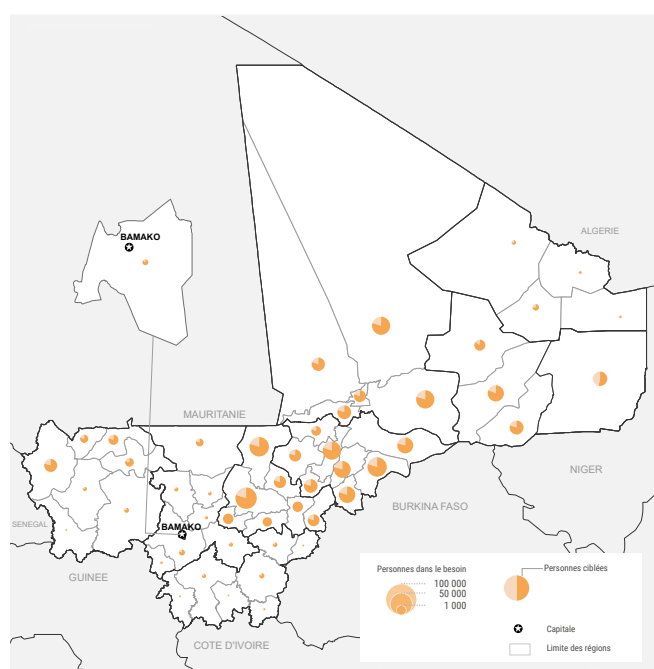 BAMAKO
ALGERIE
MAURITANIE
NIGER
BURKINA FASO
SENEGAL
BAMAKO
GUINEE
COTE D'IVOIRE
Personnes dans le besoin
100 000
50 000
1 000
Personnes ciblées
Capitale
Limite des régions